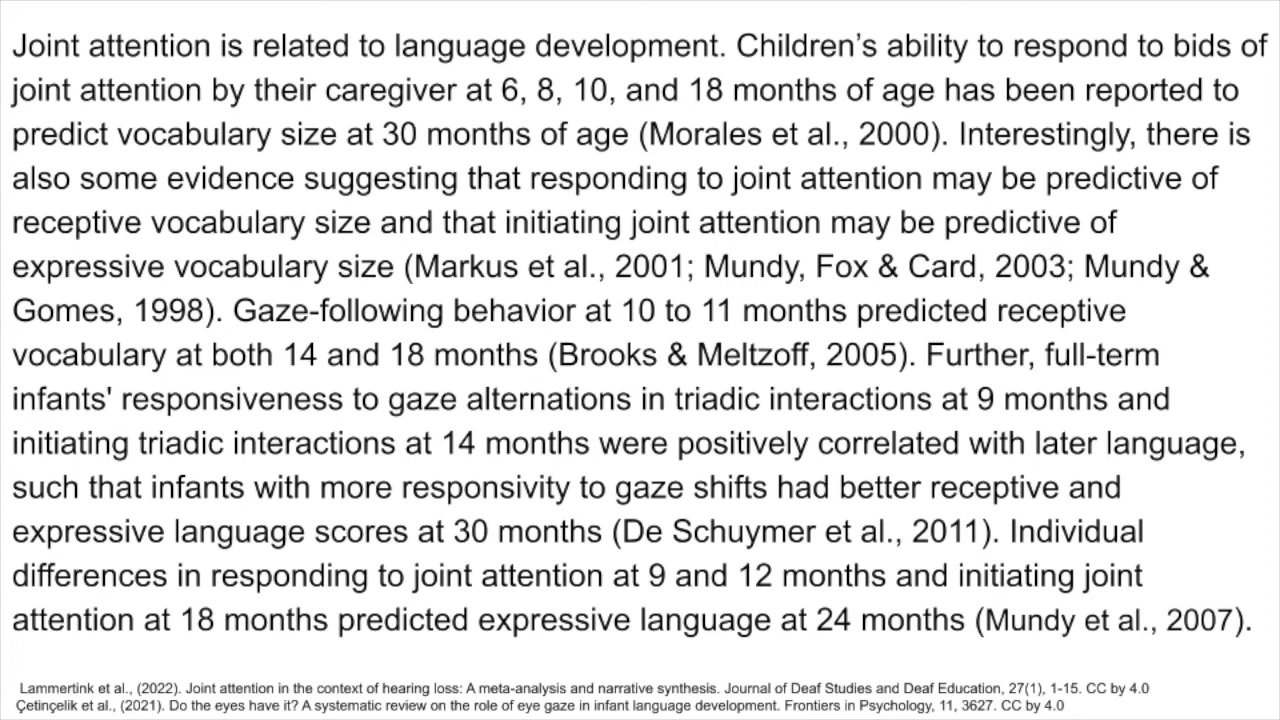 Joint attention is related to language development. Children’s ability to respond to bids of
joint attention by their caregiver at 6, 8, 10, and 18 months of age has been reported to
predict vocabulary size at 30 months of age (Morales et al., 2000). Interestingly, there is
also some evidence suggesting that responding to joint attention may be predictive of
receptive vocabulary size and that initiating joint attention may be predictive of
expressive vocabulary size (Markus et al., 2001; Mundy, Fox & Card, 2003; Mundy &
Gomes, 1998). Gaze-following behavior at 10 to 11 months predicted receptive
vocabulary at both 14 and 18 months (Brooks & Meltzoff, 2005). Further, full-term
infants' responsiveness to gaze alternations in triadic interactions at 9 months and
initiating triadic interactions at 14 months were positively correlated with later language,
such that infants with more responsivity to gaze shifts had better receptive and
expressive language scores at 30 months (De Schuymer et al., 2011). Individual
differences in responding to joint attention at 9 and 12 months and initiating joint
attention at 18 months predicted expressive language at 24 months (Mundy et al., 2007).
Lammertink et al., (2022). Joint attention in the context of hearing loss: A meta-analysis and narrative synthesis. Journal of Deaf Studies and Deaf Education, 27(1), 1-15. CC by 4.0
Çetinçelik et al., (2021). Do the eyes have it? A systematic review on the role of eye gaze in infant language development. Frontiers in Psychology, 11, 3627. CC by 4.0